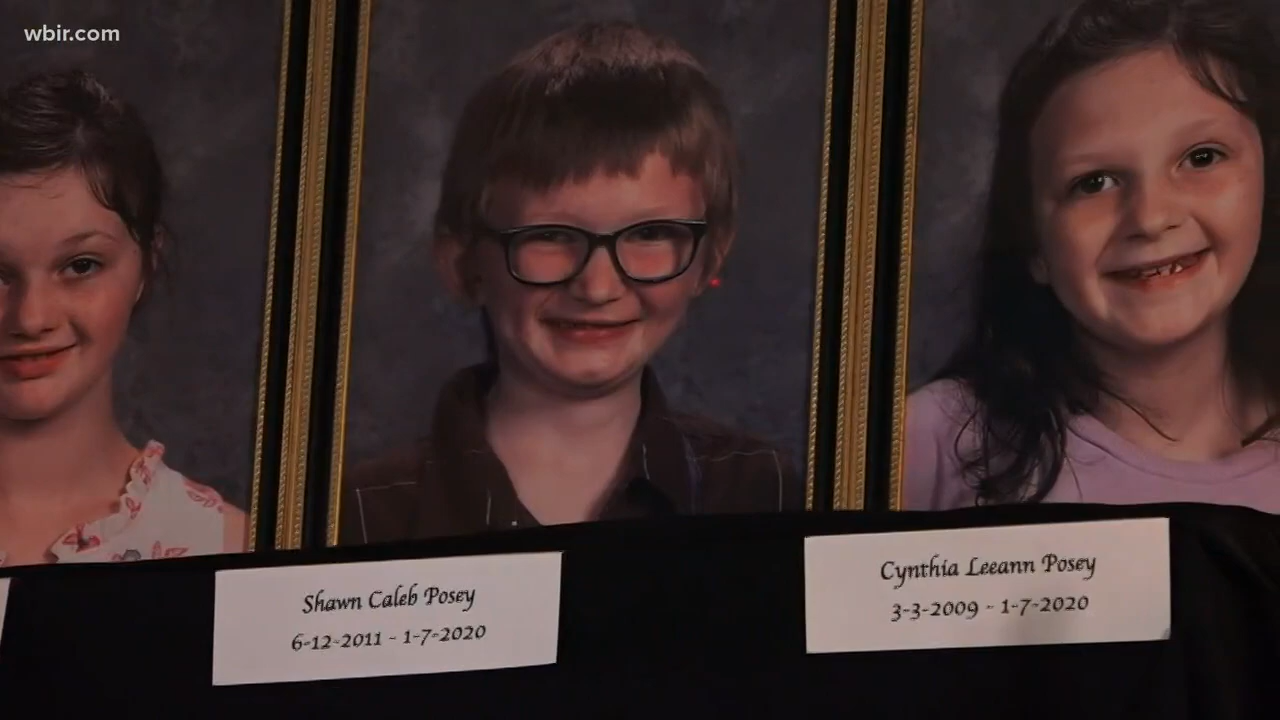 wbir.com
Shawn Caleb Posey
6-12-2011 - 1-7-2020
Cynthia Leeann Posey
3-3-2009 - 1-7-2020